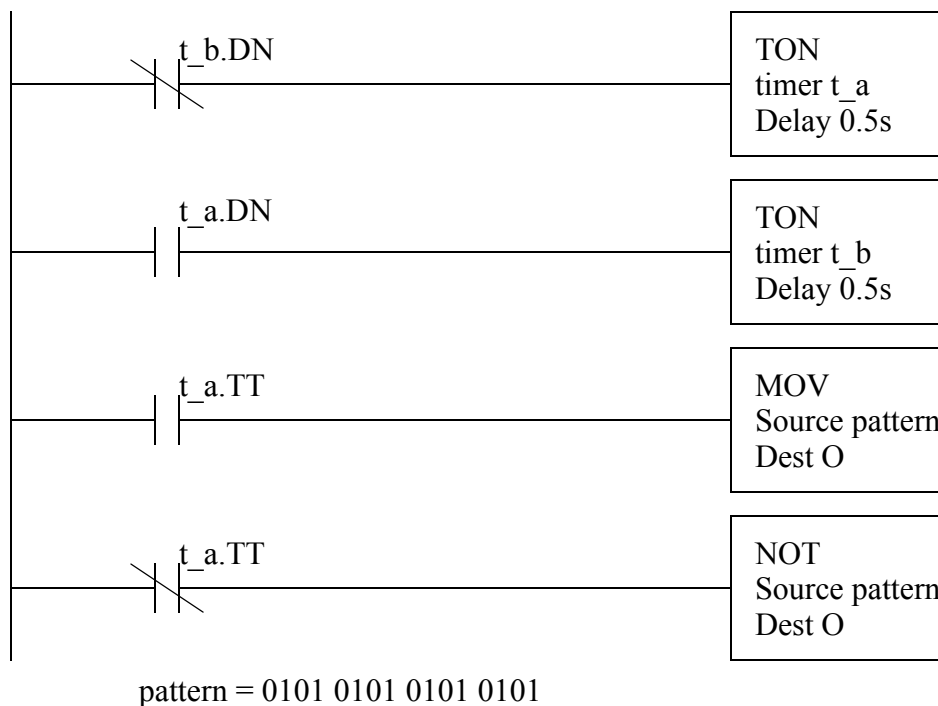 t_b.DN
TON
timer t_a
Delay 0.5s
t_a.DN
TON
timer t_b
Delay 0.5s
t_a.TT
MOV
Source pattern
Dest O
t_a.TT
NOT
Source pattern
Dest O
pattern = 0101 0101 0101 0101